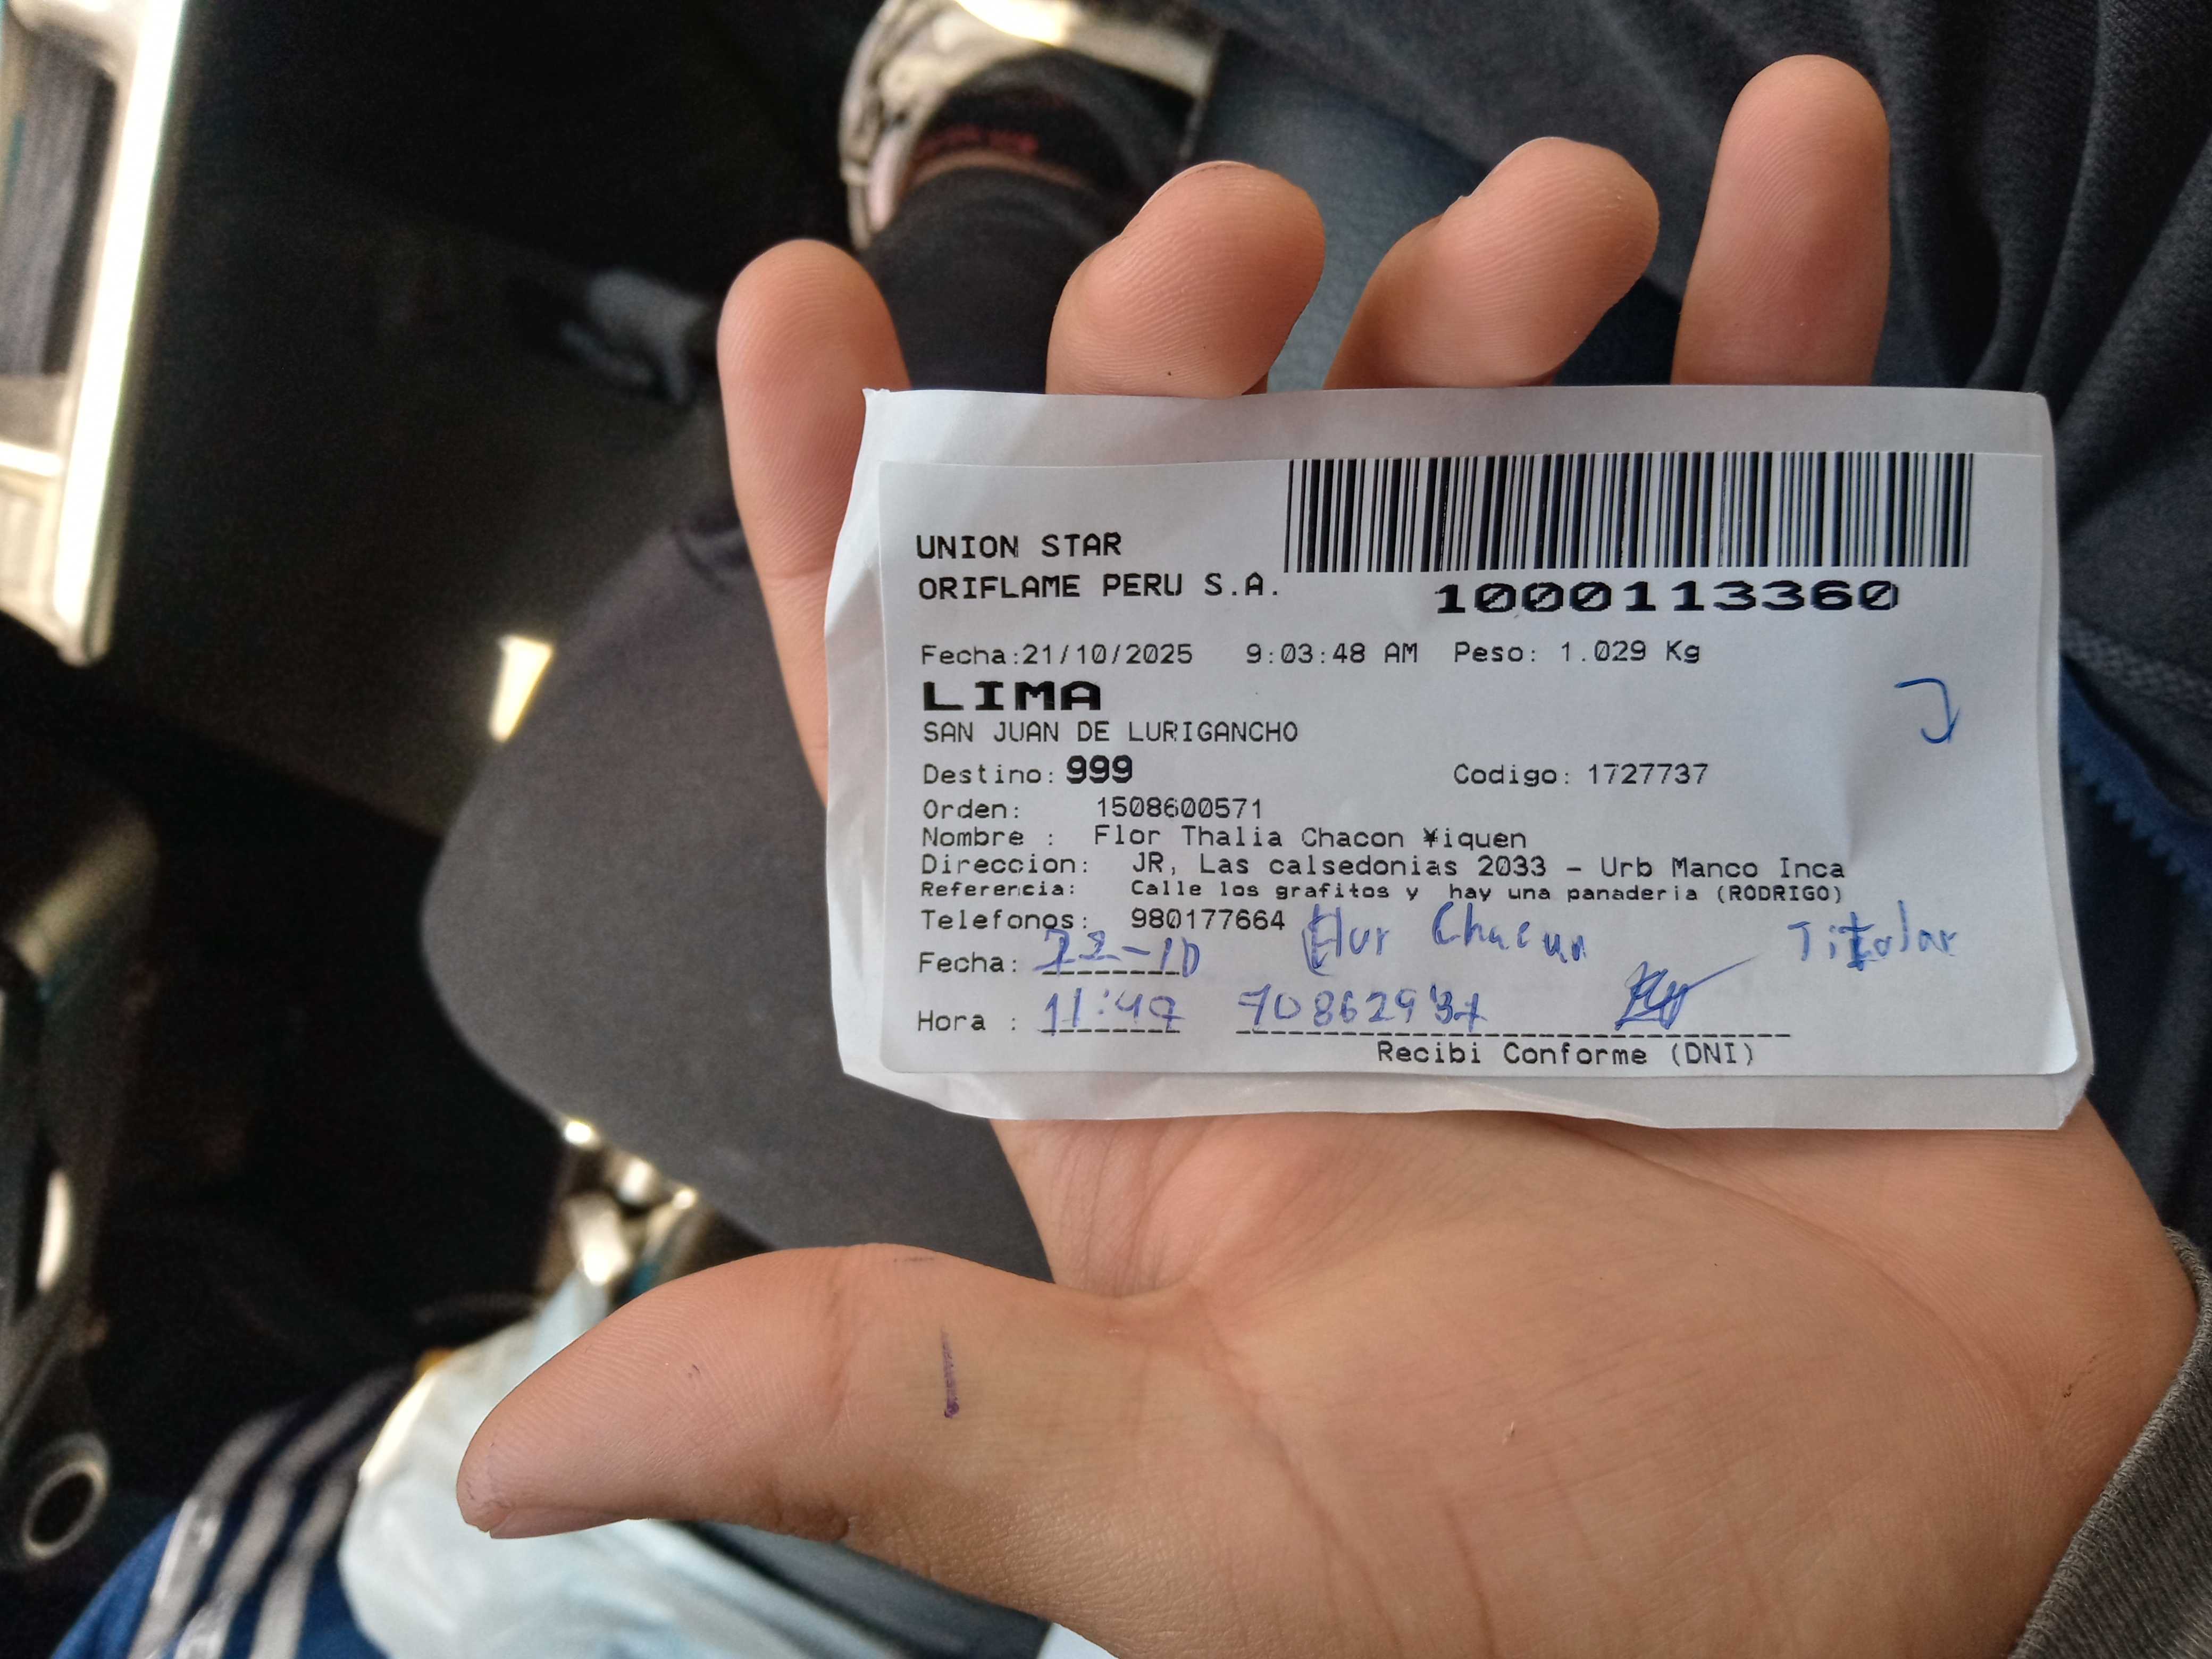 UNION STAR
ORIFLAME PERU S.A.
1000113360
Fecha:21/10/2025 9:03:48 AM Peso: 1.029 Kg
LIMA
SAN JUAN DE LURIGANCHO
Destino: 999 Codigo: 1727737
Orden: 1508600571
Nombre : Flor Thalia Chacon ¥iquen
Direccion: JR, Las calsedonias 2033 - Urb Manco Inca
Referencia: Calle los grafitos y hay una panaderia (RODRIGO)
Telefonos: 980177664 Flor Chacon Titular
Fecha: 22-10
Hora : 11:49
Recibi Conforme (DNI)